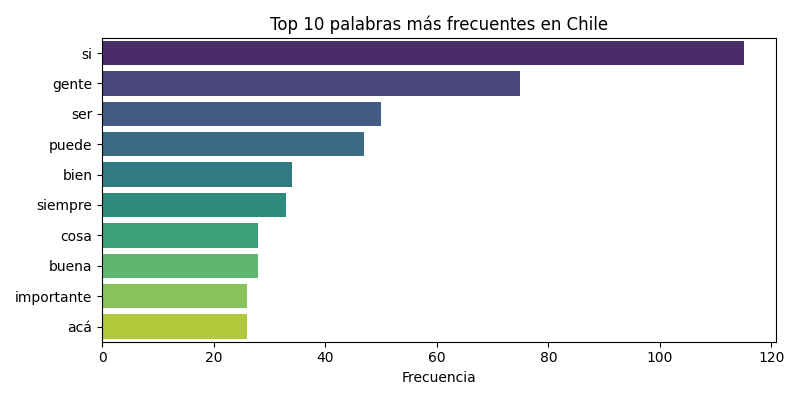 Top 10 palabras más frecuentes en Chile
si
gente
ser
puede
bien
siempre
cosa
buena
importante
acá
0 20 40 60 80 100 120
Frecuencia